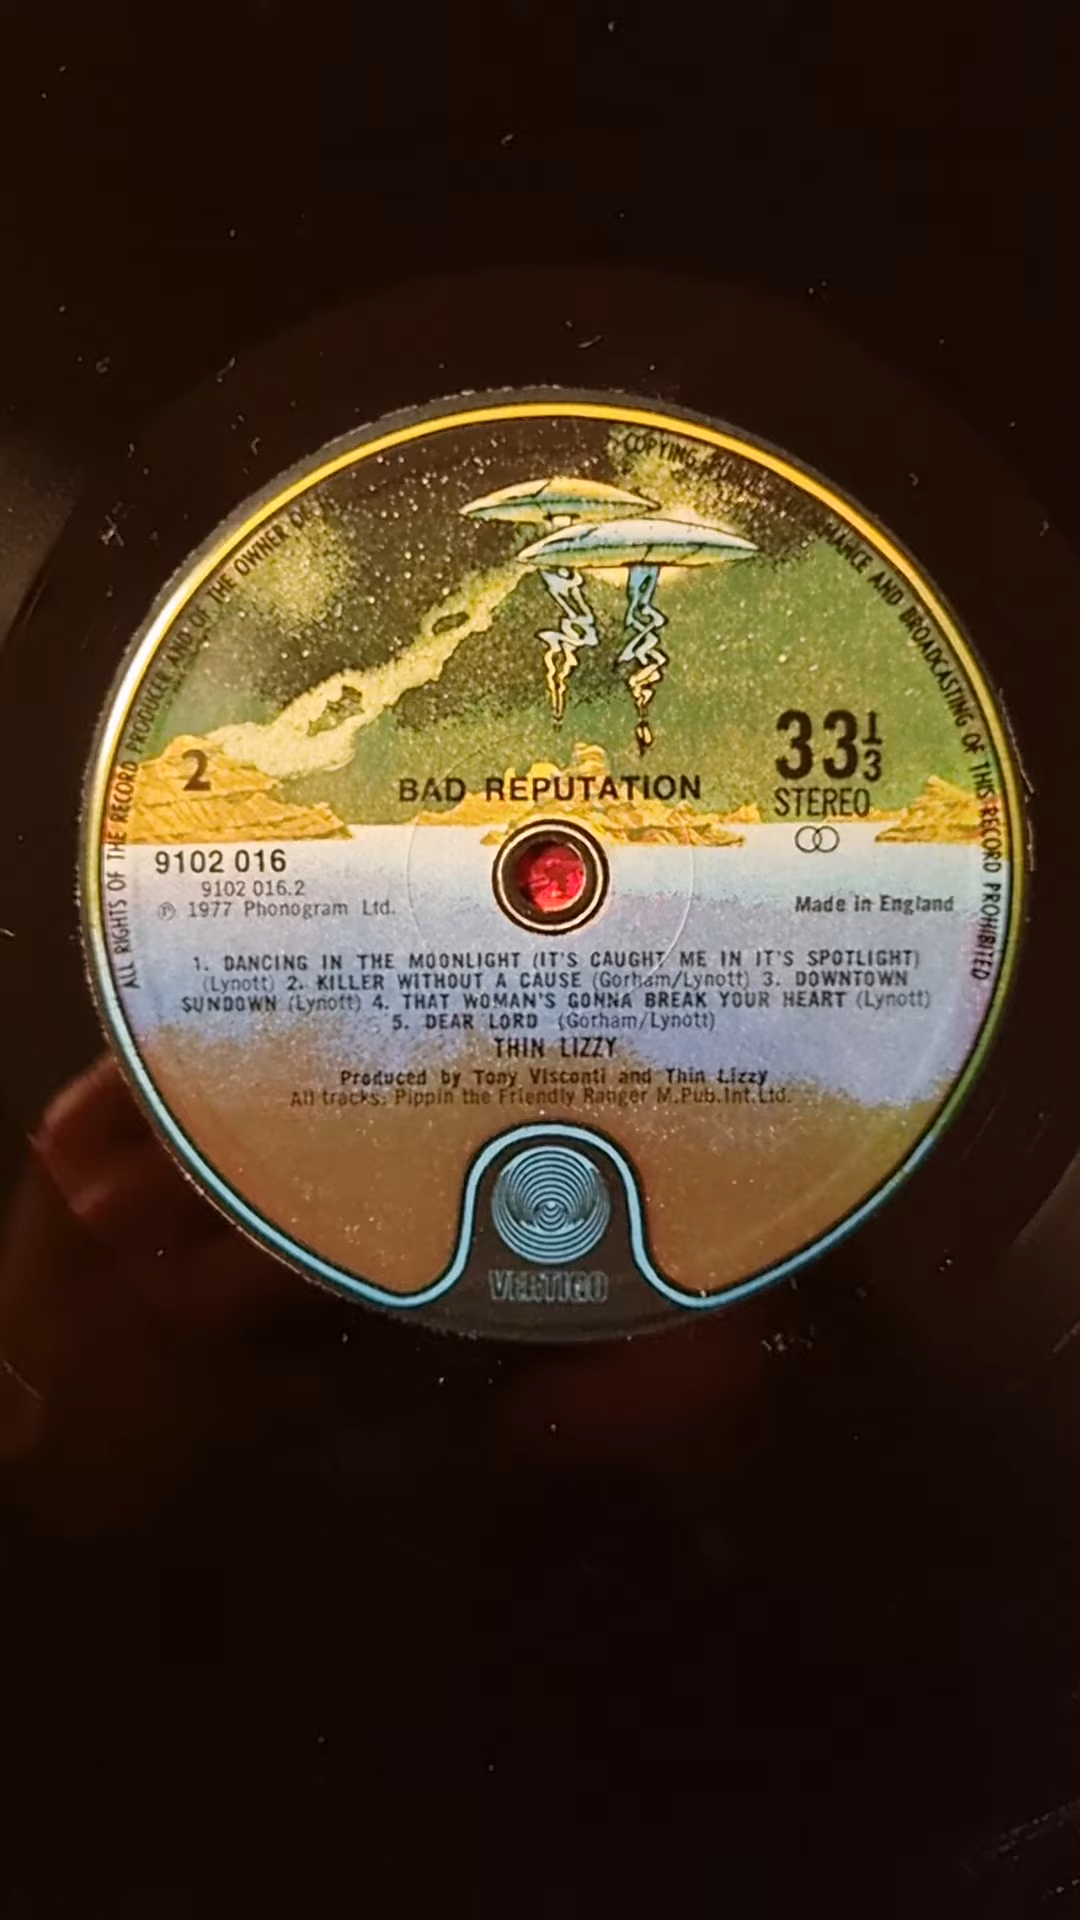 ALL RIGHTS OF THE RECORD PRODUCER AND OF THE OWNER OF
COPYING, AND BROADCASTING OF THIS RECORD PROHIBITED
2
BAD REPUTATION
33⅓
STEREO
9102 016
9102 016.2
℗ 1977 Phonogram Ltd.
Made in England
1. DANCING IN THE MOONLIGHT (IT'S CAUGHT ME IN IT'S SPOTLIGHT)
(Lynott) 2. KILLER WITHOUT A CAUSE (Gorham/Lynott) 3. DOWNTOWN
SUNDOWN (Lynott) 4. THAT WOMAN'S GONNA BREAK YOUR HEART (Lynott)
5. DEAR LORD (Gorham/Lynott)
THIN LIZZY
Produced by Tony Visconti and Thin Lizzy
All tracks: Pippin the Friendly Ranger M.Pub.Int.Ltd.
VERTIGO